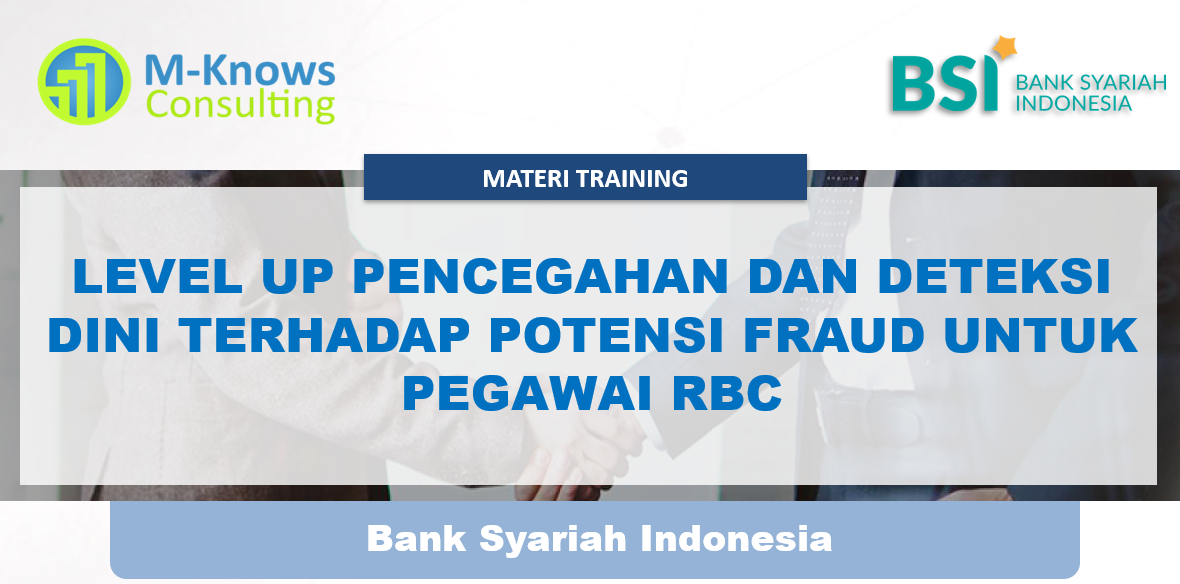 M-Knows
Consulting
BSI
BANK SYARIAH
INDONESIA
MATERI TRAINING
LEVEL UP PENCEGAHAN DAN DETEKSI
DINI TERHADAP POTENSI FRAUD UNTUK
PEGAWAI RBC
Bank Syariah Indonesia